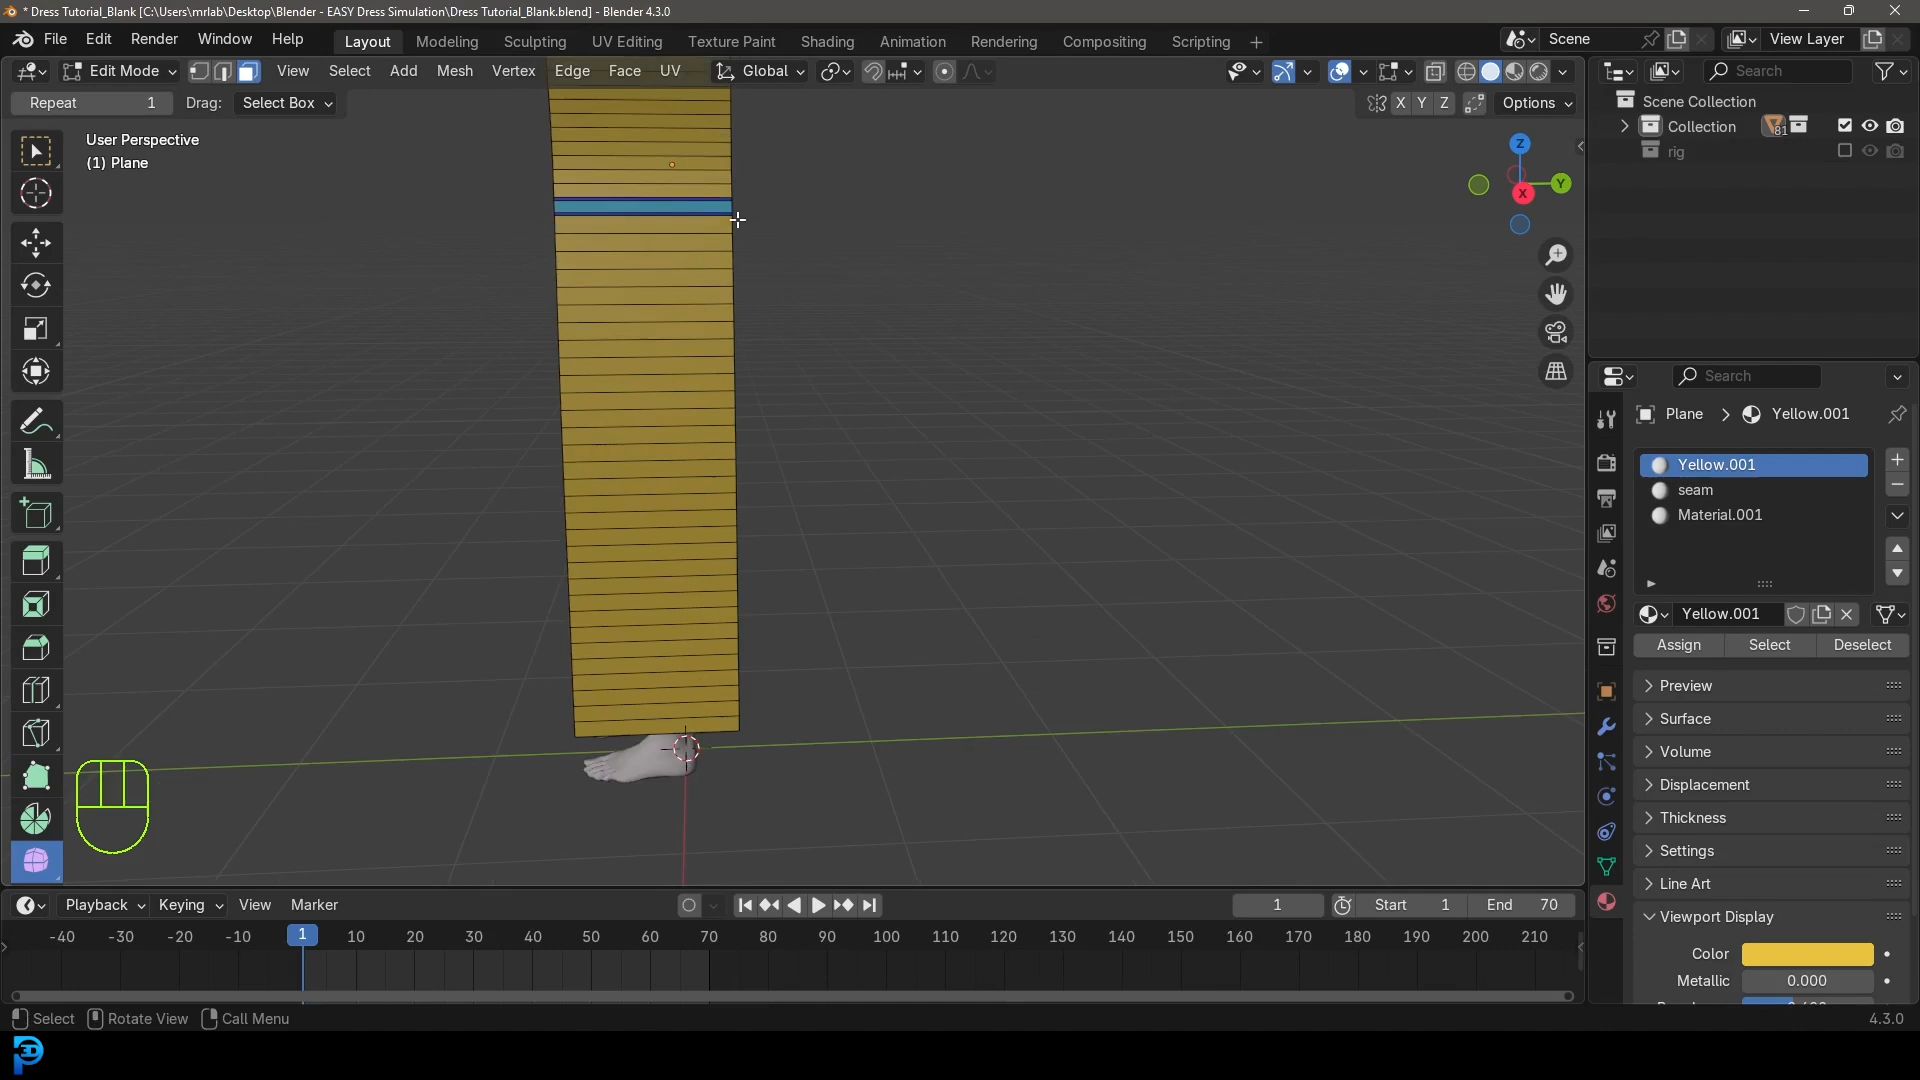 * Dress Tutorial_Blank [C:\Users\mrlab\Desktop\Blender - EASY Dress Simulation\Dress Tutorial_Blank.blend] - Blender 4.3.0
File Edit Render Window Help Layout Modeling Sculpting UV Editing Texture Paint Shading Animation Rendering Compositing Scripting + Scene View Layer
Edit Mode View Select Add Mesh Vertex Edge Face UV Global Search
Repeat 1 Drag: Select Box X Y Z Options
Scene Collection
Collection 81
rig
User Perspective
(1) Plane
Z
Y
X
Search
Plane > Yellow.001
Yellow.001
seam
Material.001
Yellow.001
Assign Select Deselect
Preview
Surface
Volume
Displacement
Thickness
Settings
Line Art
Viewport Display
Color
Metallic 0.000
Playback Keying View Marker 1 Start 1 End 70
-40 -30 -20 -10 1 10 20 30 40 50 60 70 80 90 100 110 120 130 140 150 160 170 180 190 200 210
Select Rotate View Call Menu 4.3.0